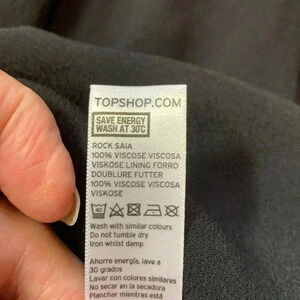 TOPSHOP.COM
SAVE ENERGY
WASH AT 30°C
ROCK SAIA
100% VISCOSE VISCOSA
VISKOSE LINING FORRO
DOUBLURE FUTTER
100% VISCOSE VISCOSA
VISKOSE
40
Wash with similar colours
Do not tumble dry
Iron whilst damp
Ahorre energía, lave a
30 grados
Lavar con colores similares
No secar en la secadora
Planchar mientras está